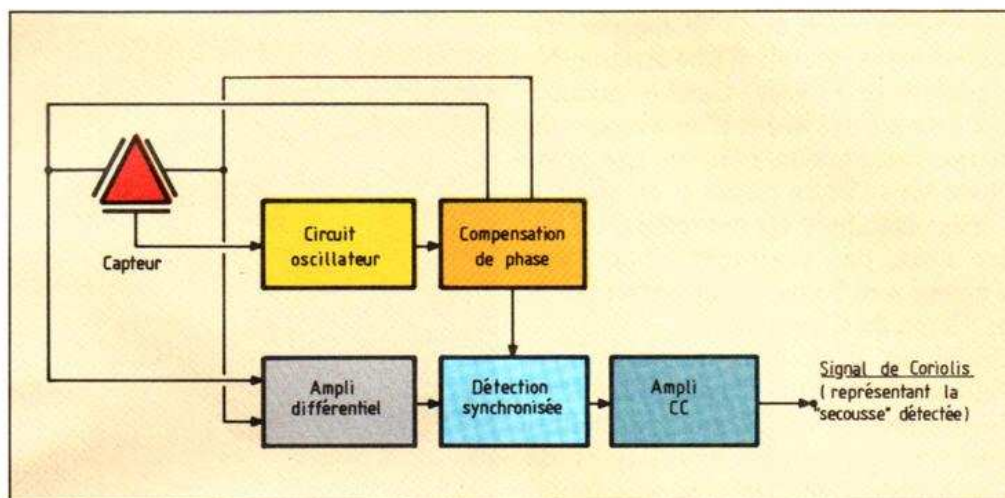 Capteur
Circuit
oscillateur
Compensation
de phase
Ampli
différentiel
Détection
synchronisée
Ampli
CC
Signal de Coriolis
(représentant la
"secousse" détectée)